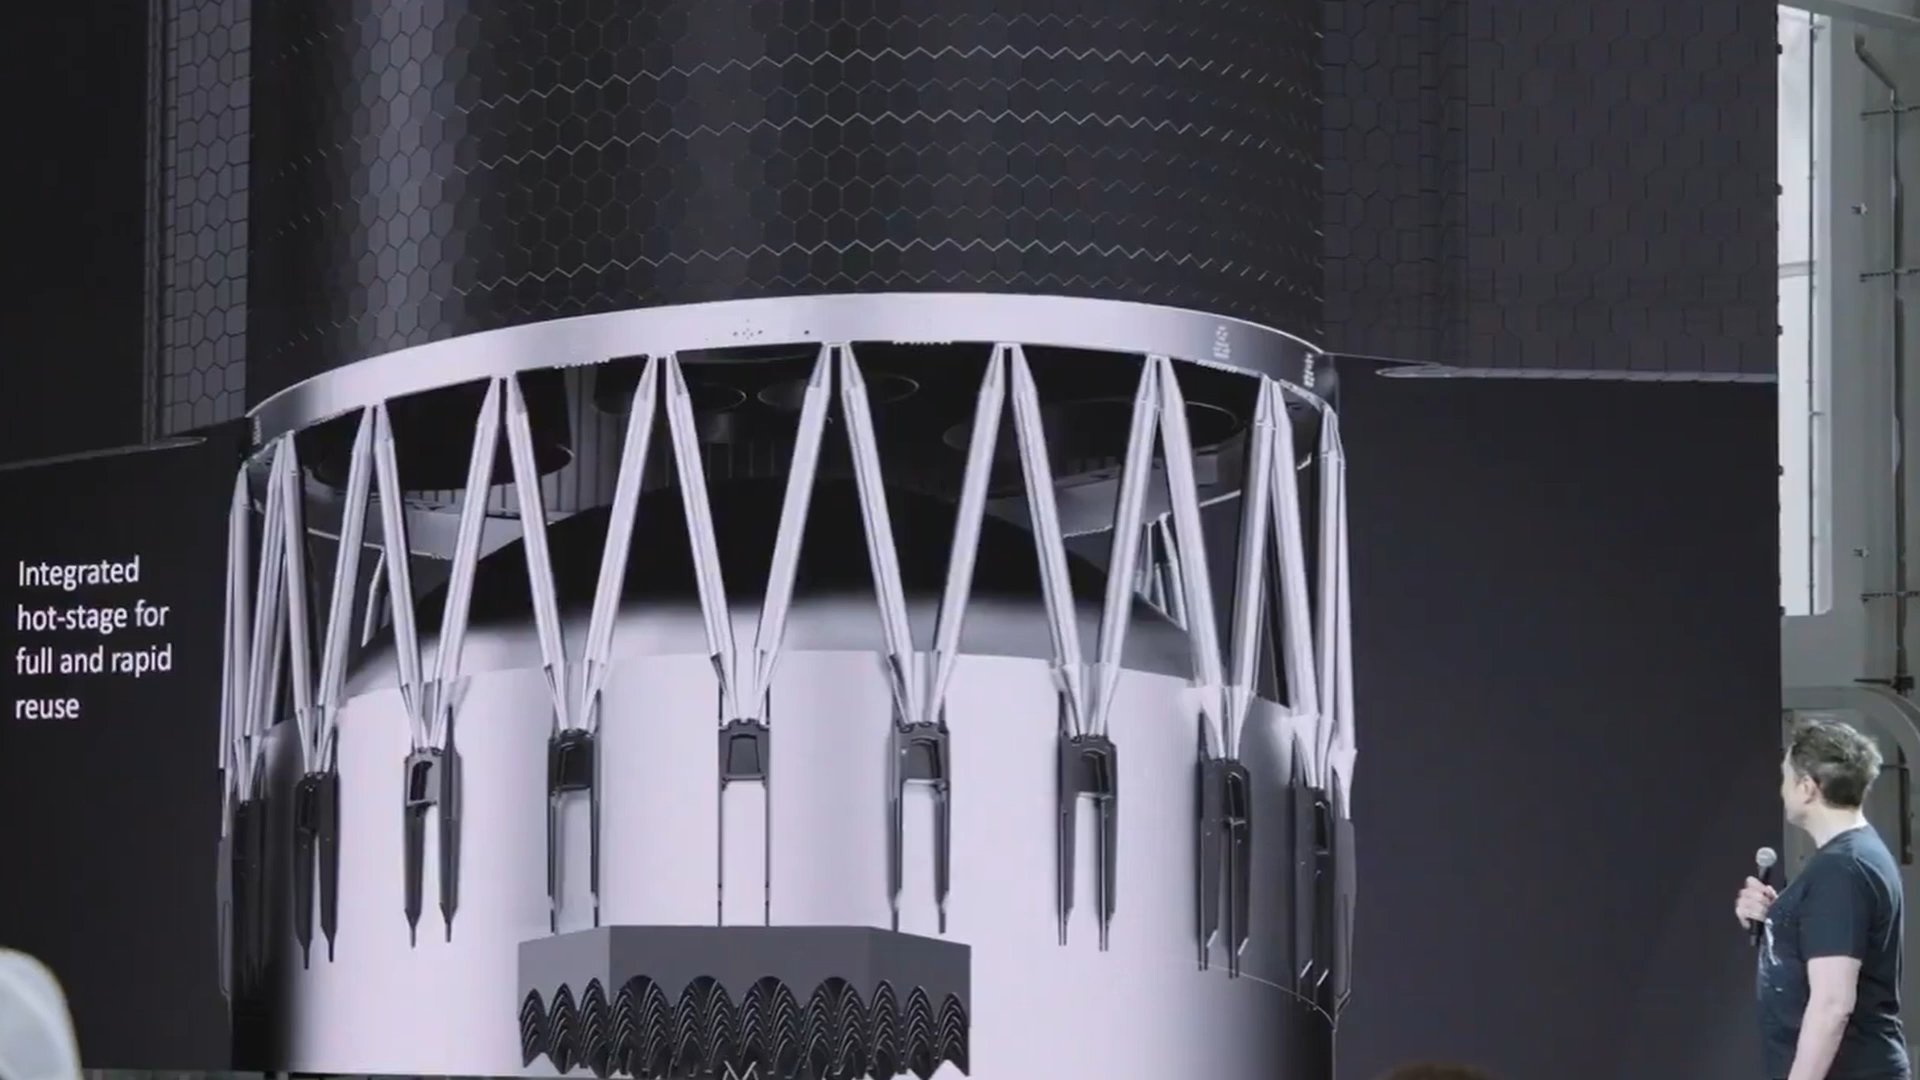 Integrated
hot-stage for
full and rapid
reuse